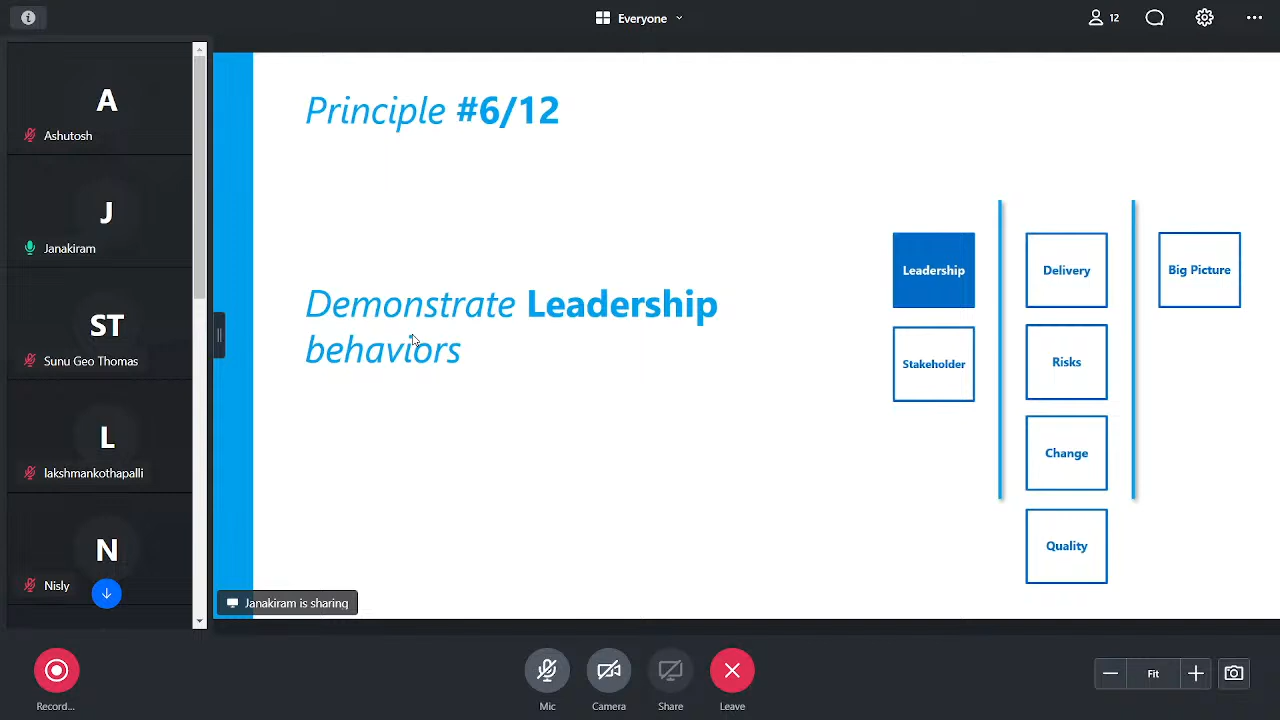 Everyone
12
A
Ashutosh
J
Janakiram
ST
Sunu Geo Thomas
L
lakshmankothapalli
N
Nisly
Principle #6/12
Demonstrate Leadership
behaviors
Leadership
Stakeholder
Delivery
Risks
Change
Quality
Big Picture
Janakiram is sharing
Record...
Mic
Camera
Share
Leave
Fit